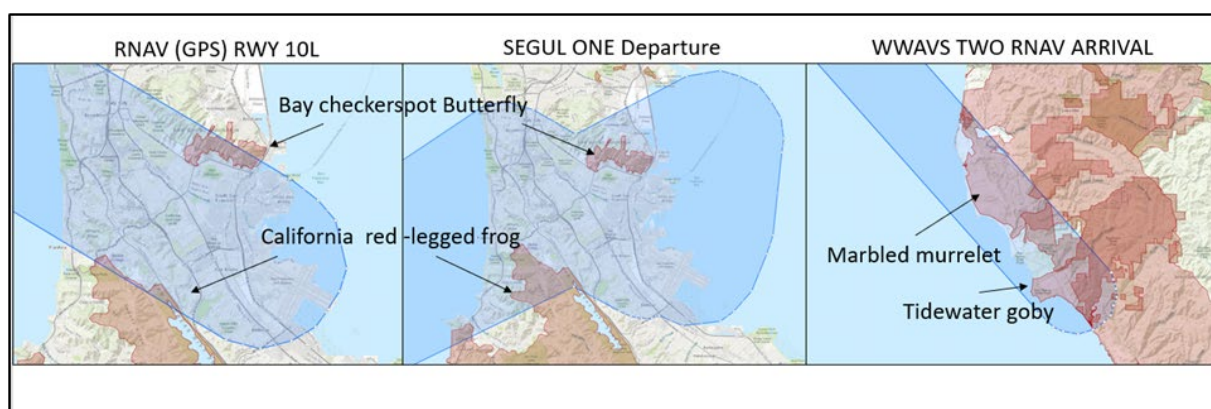 RNAV (GPS) RWY 10L
SEGUL ONE Departure
WWAVS TWO RNAV ARRIVAL
Bay checkerspot Butterfly
California red -legged frog
Marbled murrelet
Tidewater goby